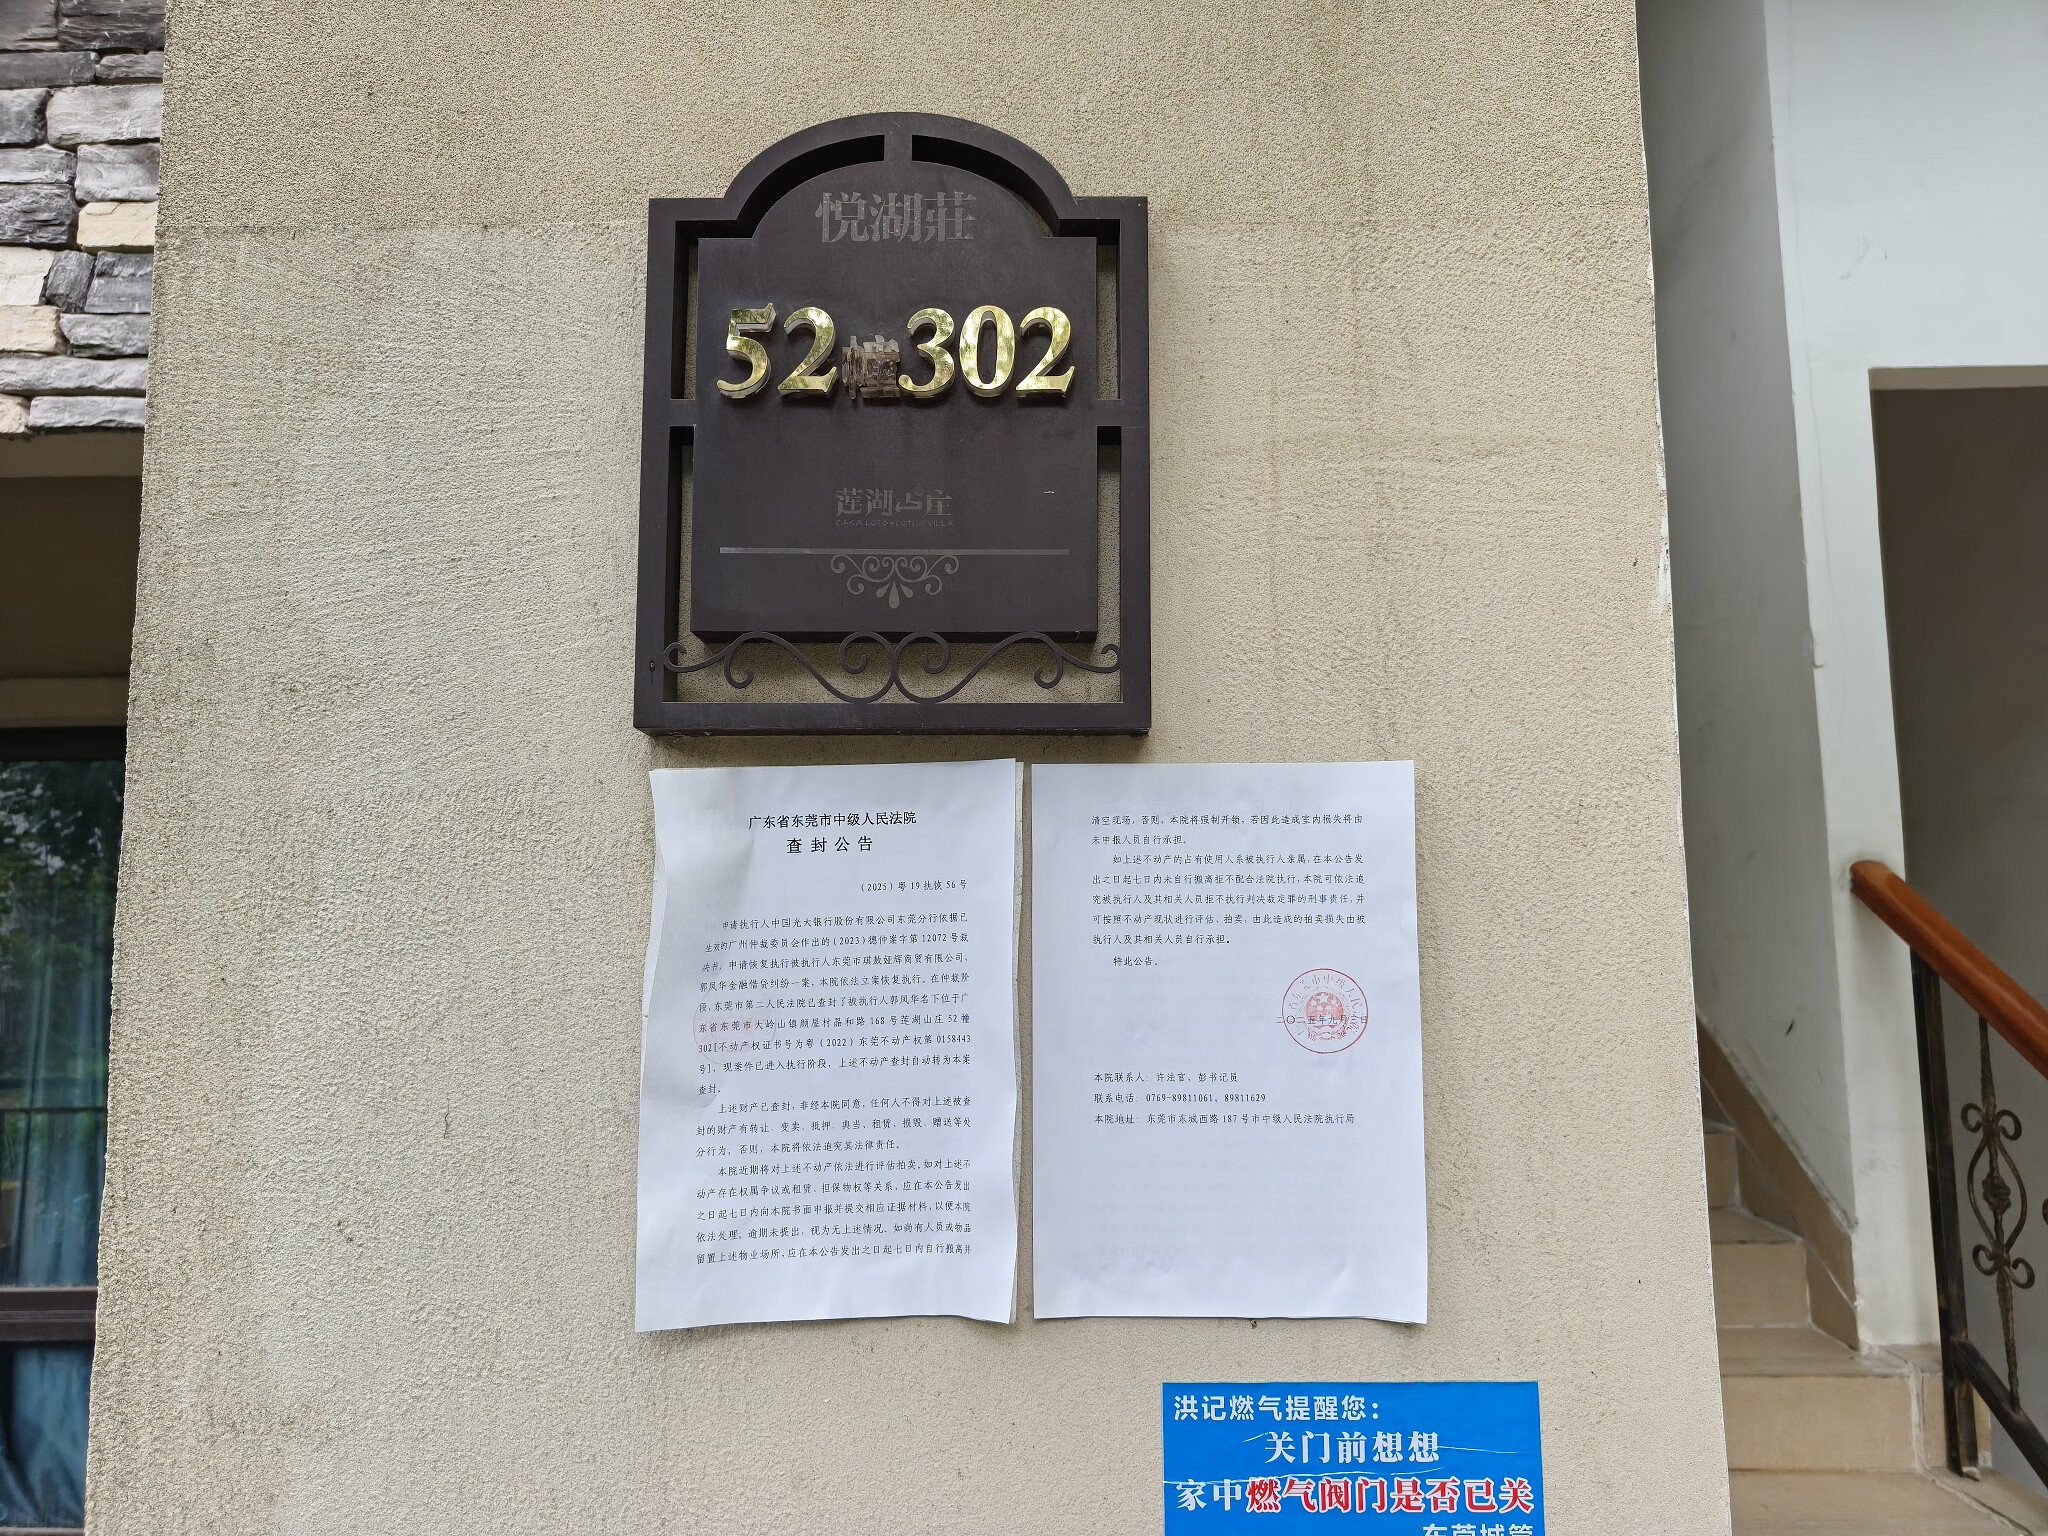 悦湖莊
52幢302
莲湖山庄
CASA LOTO•LOTUS VILLA
广东省东莞市中级人民法院
查封公告
（2025）粤19执恢56号
申请执行人中国光大银行股份有限公司东莞分行依据已
生效的广州仲裁委员会作出的（2023）穗仲案字第12072号裁
决书，申请恢复执行被执行人东莞市琪敖娅辉商贸有限公司、
郭凤华金融借贷纠纷一案，本院依法立案恢复执行。在仲裁阶
段，东莞市第二人民法院已查封了被执行人郭凤华名下位于广
东省东莞市大岭山镇颜屋村晶和路168号莲湖山庄52幢
302[不动产权证书号为粤（2022）东莞不动产权第0158443
号]，现案件已进入执行阶段，上述不动产查封自动转为本案
查封。
上述财产已查封，非经本院同意，任何人不得对上述被查
封的财产有转让、变卖、抵押、典当、租赁、损毁、赠送等处
分行为，否则，本院将依法追究其法律责任。
本院近期将对上述不动产依法进行评估拍卖。如对上述不
动产存在权属争议或租赁、担保物权等关系，应在本公告发出
之日起七日内向本院书面申报并提交相应证据材料，以便本院
依法处理，逾期未提出，视为无上述情况。如尚有人员或物品
留置上述物业场所，应在本公告发出之日起七日内自行搬离并
清空现场，否则，本院将强制开锁，若因此造成室内损失将由
未申报人员自行承担。
如上述不动产的占有使用人系被执行人亲属，在本公告发
出之日起七日内未自行搬离拒不配合法院执行，本院可依法追
究被执行人及其相关人员拒不执行判决裁定罪的刑事责任，并
可按照不动产现状进行评估、拍卖，由此造成的拍卖损失由被
执行人及其相关人员自行承担。
特此公告。
二〇二五年九月 日
本院联系人：许法官、彭书记员
联系电话：0769-89811061、89811629
本院地址：东莞市东城西路187号市中级人民法院执行局
洪记燃气提醒您：
关门前想想
家中燃气阀门是否已关
东莞城管